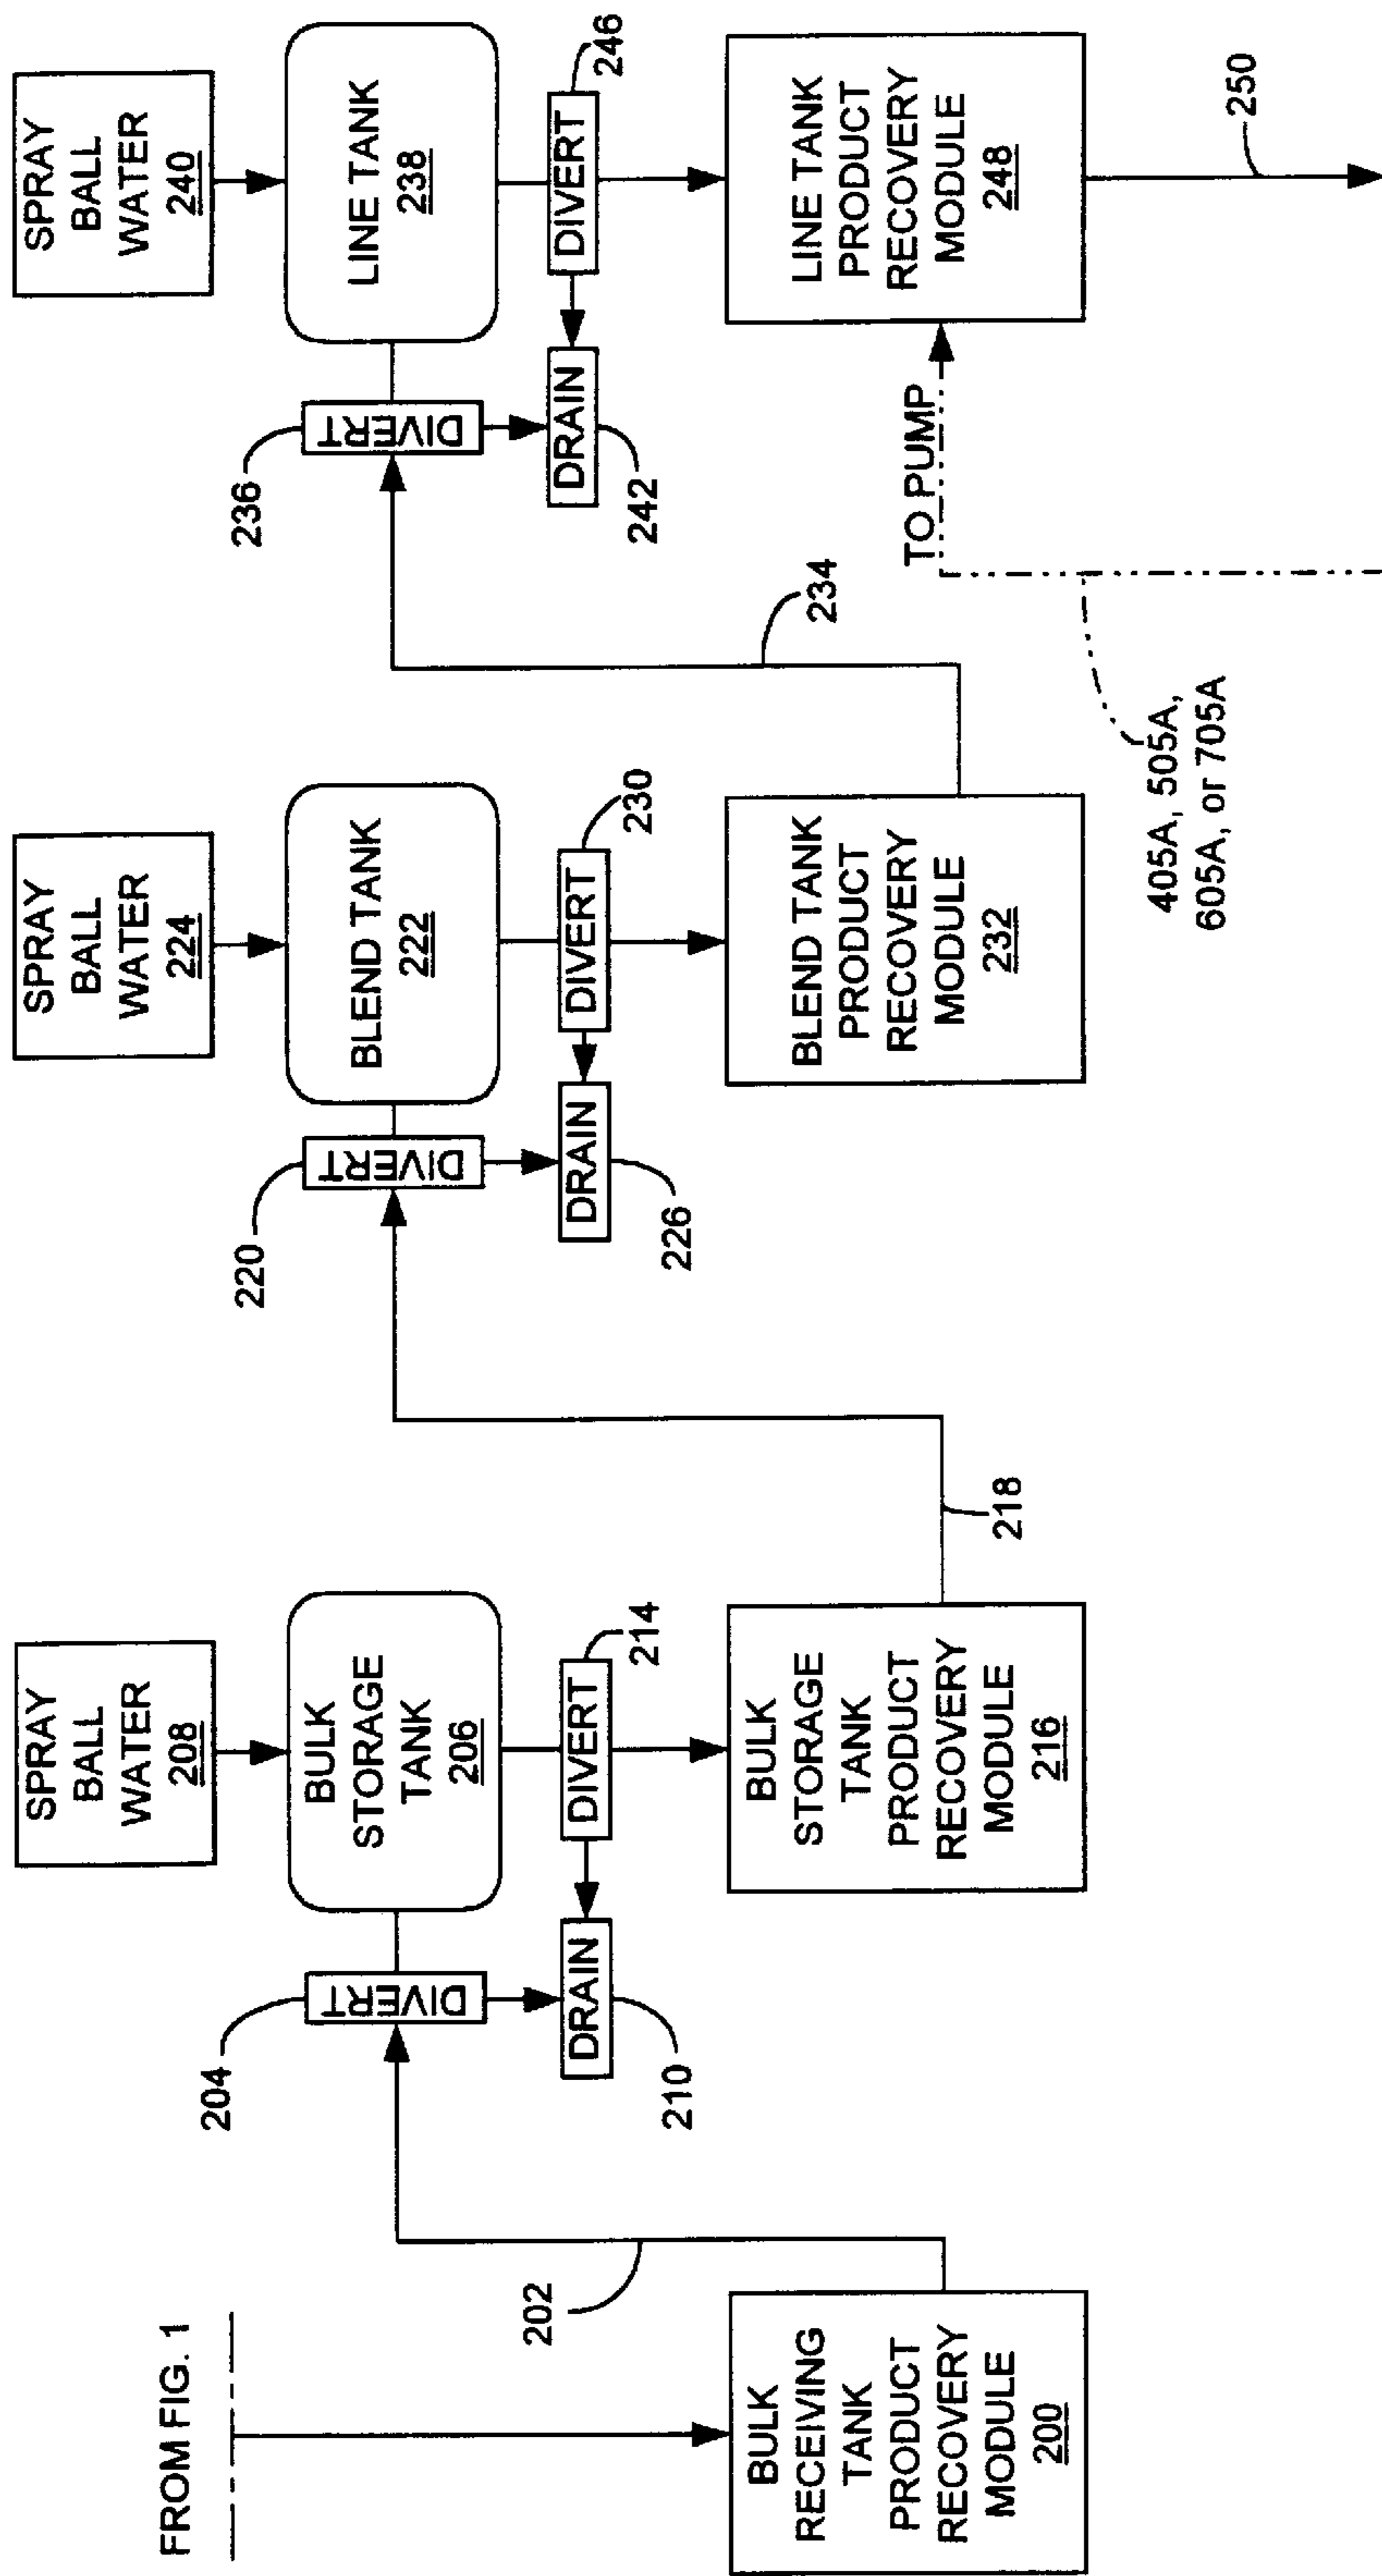 FROM FIG. 1
BULK
RECEIVING
TANK
PRODUCT
RECOVERY
MODULE
200
202
204
DIVERT
SPRAY
BALL
WATER
208
BULK
STORAGE
TANK
206
DRAIN
210
DIVERT
214
BULK
STORAGE
TANK
PRODUCT
RECOVERY
MODULE
216
218
220
DIVERT
SPRAY
BALL
WATER
224
BLEND TANK
222
DRAIN
226
DIVERT
230
BLEND TANK
PRODUCT
RECOVERY
MODULE
232
234
236
DIVERT
SPRAY
BALL
WATER
240
LINE TANK
238
DRAIN
242
DIVERT
246
TO PUMP
LINE TANK
PRODUCT
RECOVERY
MODULE
248
405A, 505A,
605A, or 705A
250